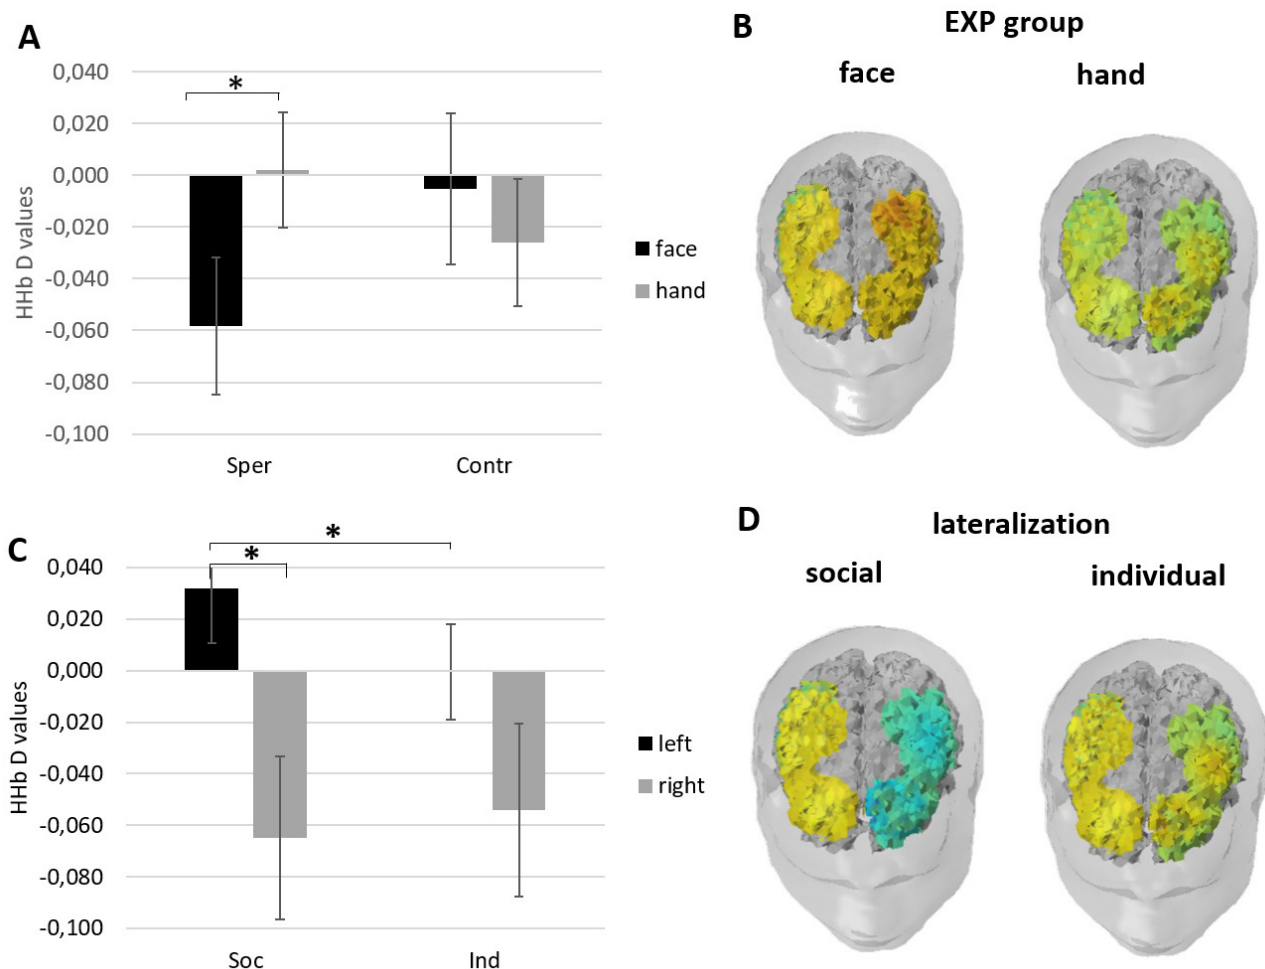 A
0,040
0,020
0,000
-0,020
-0,040
-0,060
-0,080
-0,100
HHb D values
*
Sper
Contr
face
hand
B
EXP group
face
hand
C
0,040
0,020
0,000
-0,020
-0,040
-0,060
-0,080
-0,100
HHb D values
*
*
Soc
Ind
left
right
D
lateralization
social
individual